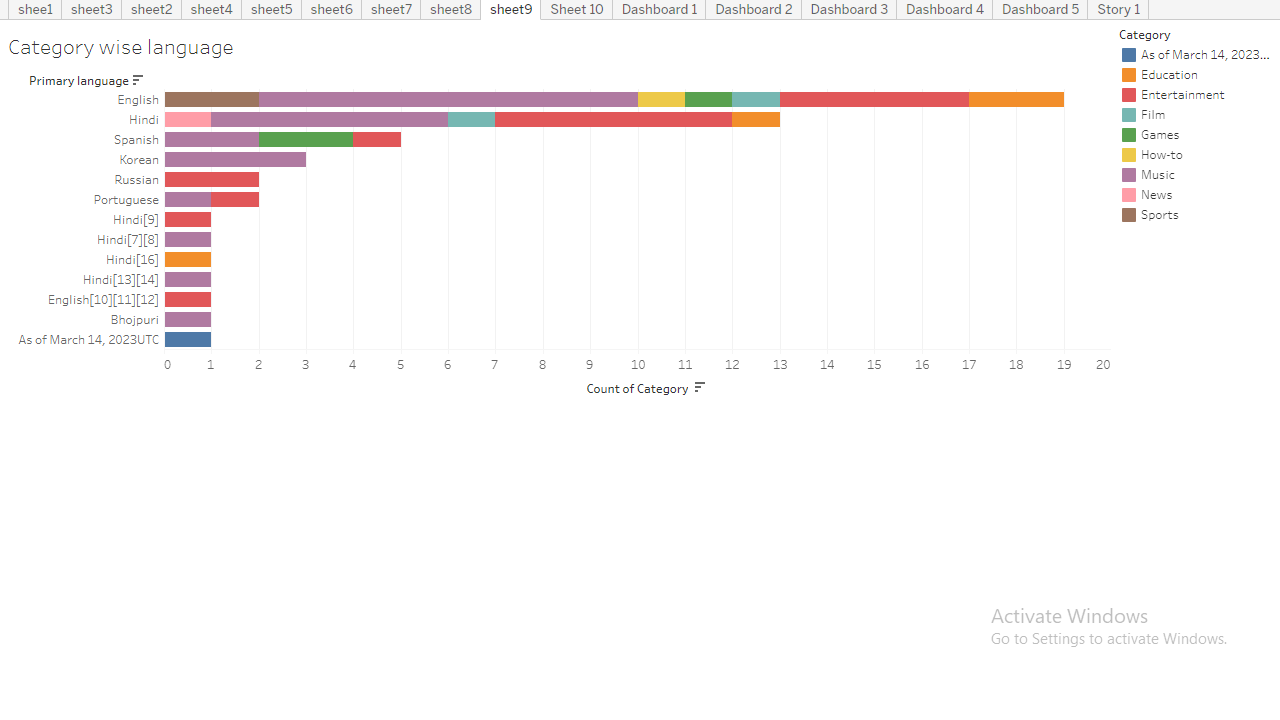 shee1 sheet3 sheet2 sheet4 sheet5 sheet6 sheet7 sheet8 sheet9 Sheet 10 Dashboard 1 Dashboard 2 Dashboard 3 Dashboard 4 Dashboard 5 Story 1
Category wise language
Primary language
English
Hindi
Spanish
Korean
Russian
Portuguese
Hindi[9]
Hindi[7][8]
Hindi[16]
Hindi[13][14]
English[10][11][12]
Bhojpuri
As of March 14, 2023UTC
0 1 2 3 4 5 6 7 8 9 10 11 12 13 14 15 16 17 18 19 20
Count of Category
Category
As of March 14, 2023...
Education
Entertainment
Film
Games
How-to
Music
News
Sports
Activate Windows
Go to Settings to activate Windows.